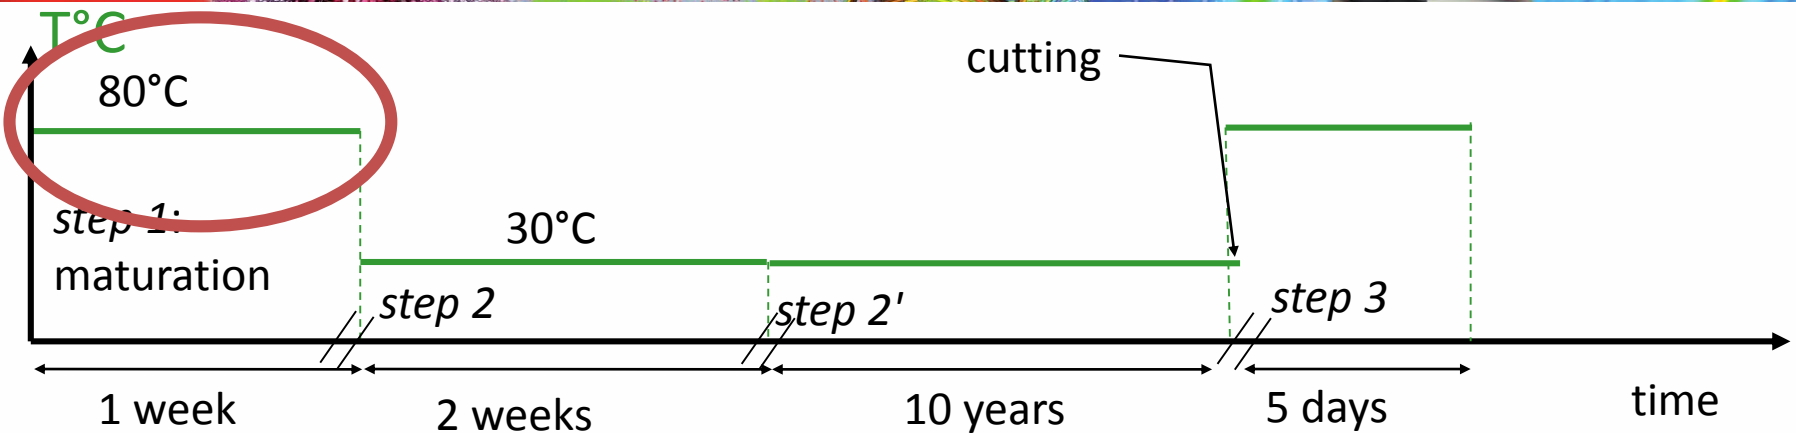 T°C
80°C
cutting
step 1:
maturation
30°C
step 2
step 2'
step 3
1 week
2 weeks
10 years
5 days
time